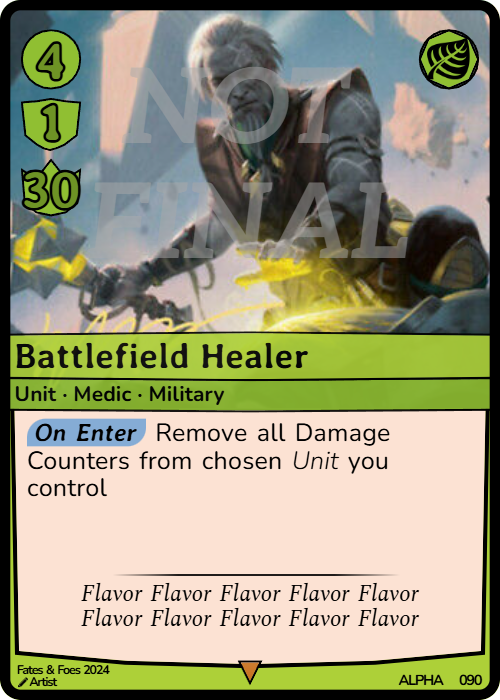 4
1
30
NOT
FINAL
Battlefield Healer
Unit · Medic · Military
On Enter Remove all Damage
Counters from chosen Unit you
control
Flavor Flavor Flavor Flavor Flavor
Flavor Flavor Flavor Flavor Flavor
Fates & Foes 2024
Artist
ALPHA 090